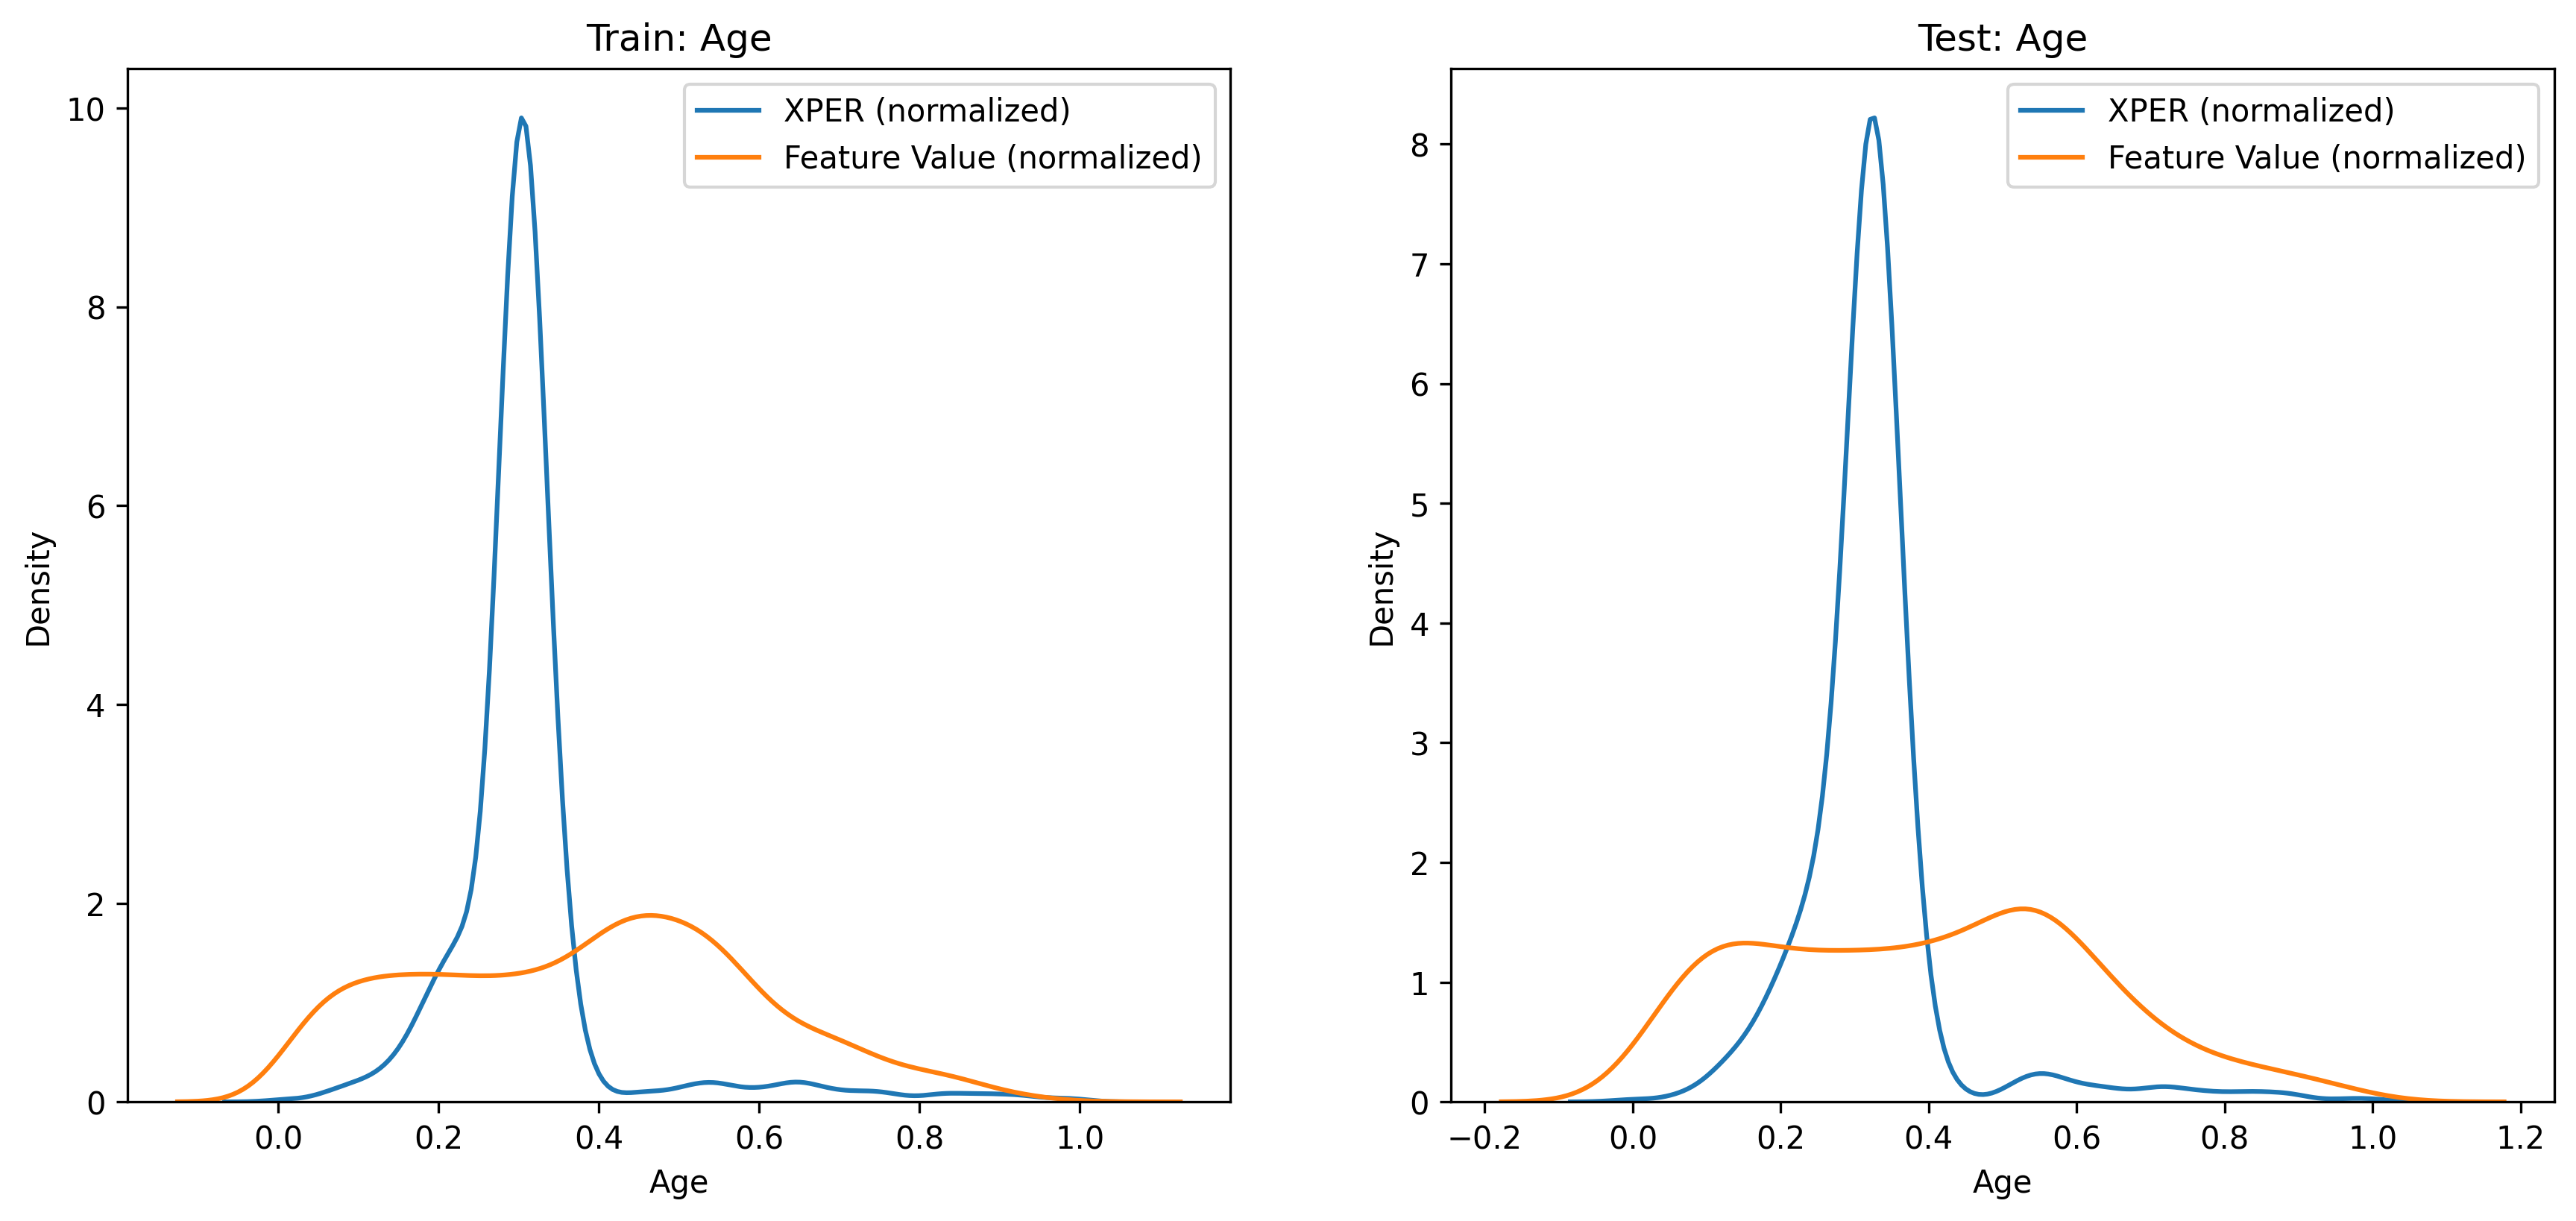 Train: Age
XPER (normalized)
Feature Value (normalized)
10
8
6
4
2
0
Density
0.0 0.2 0.4 0.6 0.8 1.0
Age
Test: Age
XPER (normalized)
Feature Value (normalized)
8
7
6
5
4
3
2
1
0
Density
−0.2 0.0 0.2 0.4 0.6 0.8 1.0 1.2
Age